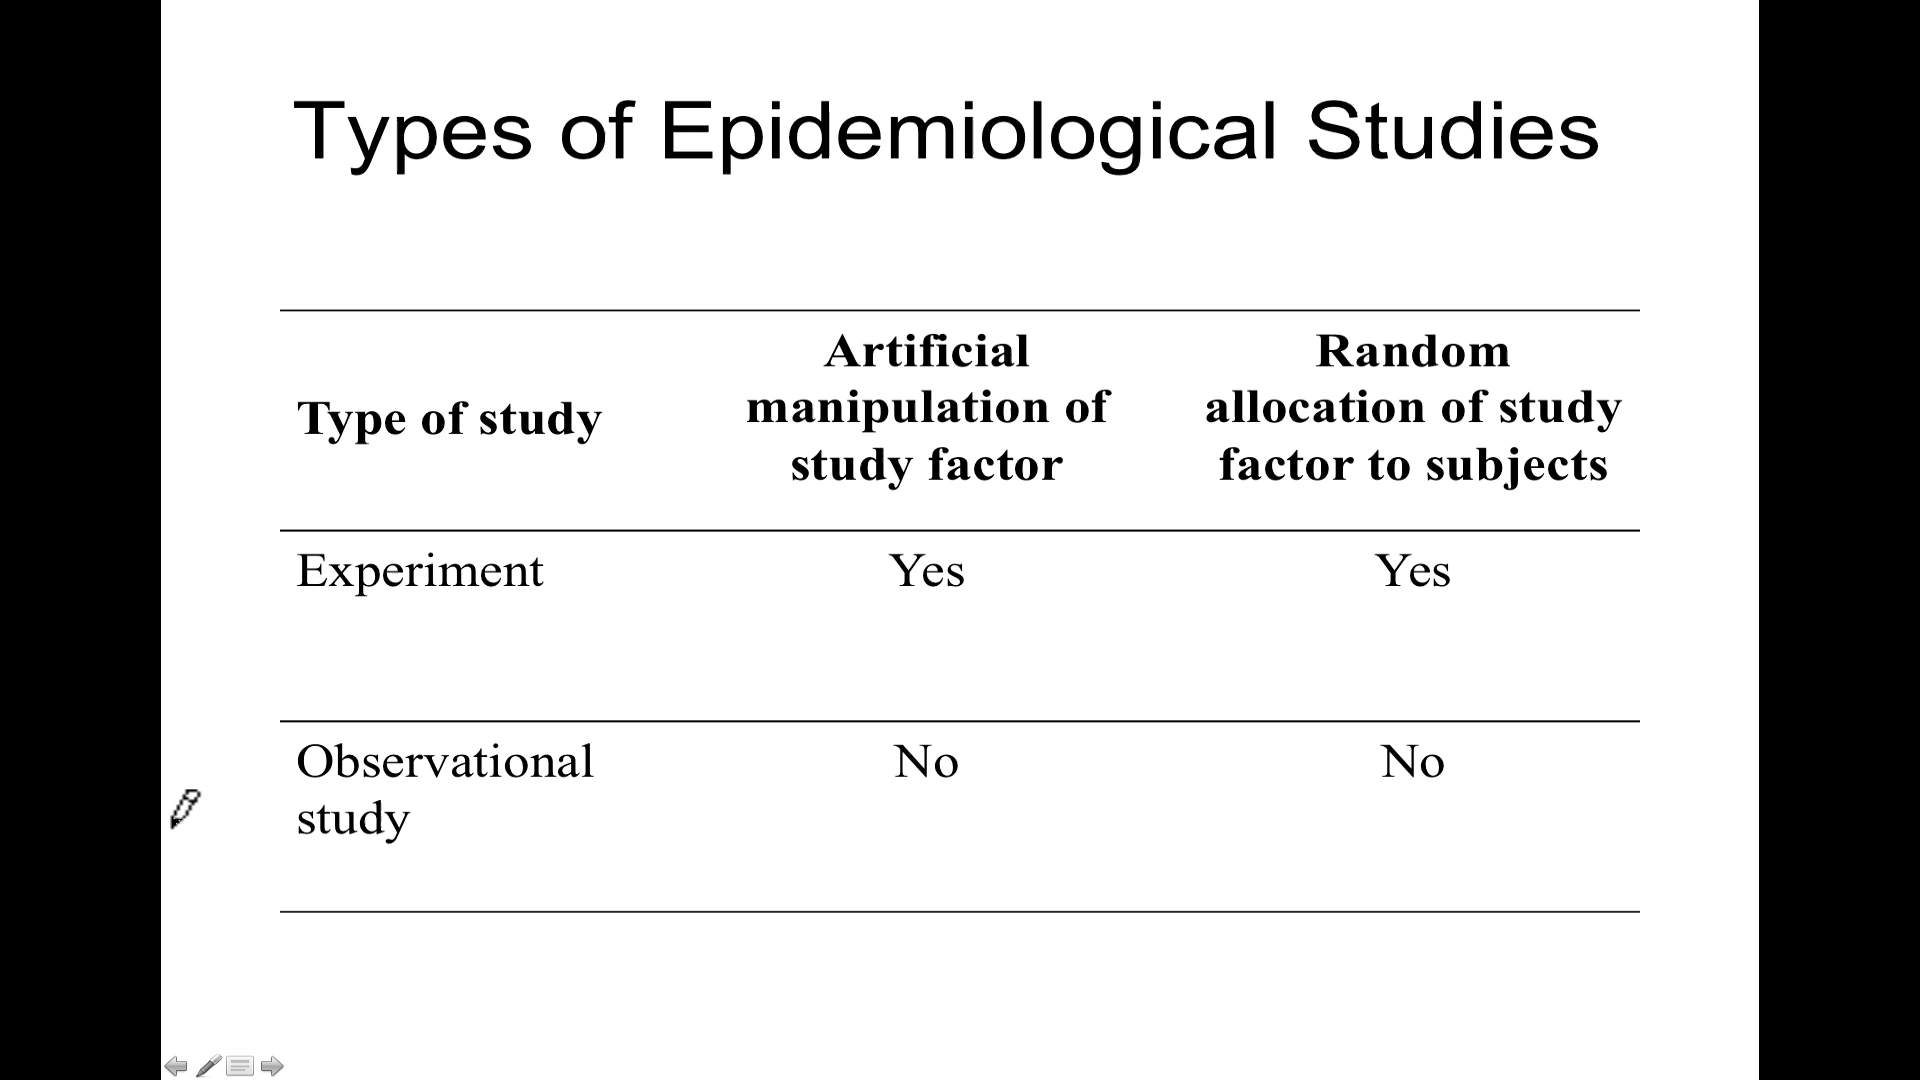 Types of Epidemiological Studies
Type of study
Artificial
manipulation of
study factor
Random
allocation of study
factor to subjects
Experiment Yes Yes
Observational No No
study